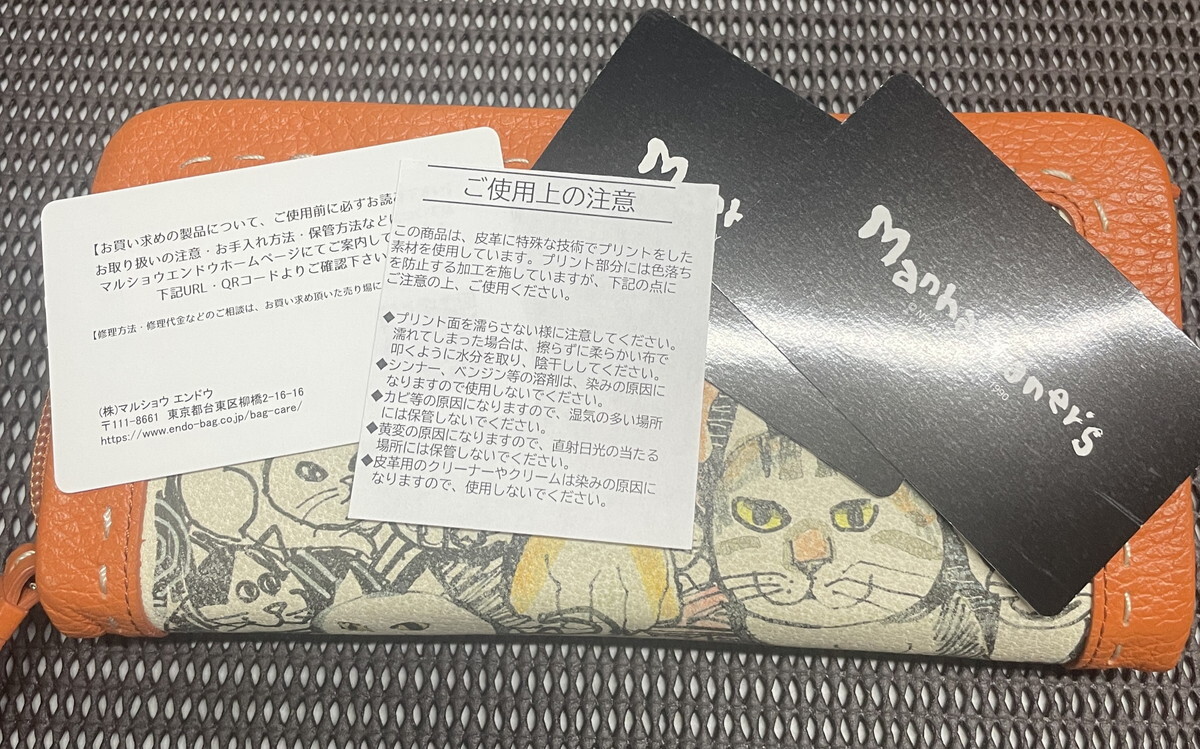 【お買い求めの製品について、ご使用前に必ずお読
お取り扱いの注意・お手入れ方法・保管方法など
マルショウエンドウホームページにてご案内して
下記URL・QRコードよりご確認下さい
【修理方法・修理代金などのご相談は、お買い求め頂いた売り場に
(株)マルショウ エンドウ
〒111-8661 東京都台東区柳橋2-16-16
https://www.endo-bag.co.jp/bag-care/
ご使用上の注意
この商品は、皮革に特殊な技術でプリントをした
素材を使用しています。プリント部分には色落ち
を防止する加工を施していますが、下記の点に
ご注意の上、ご使用ください。
◆プリント面を濡らさない様に注意してください。
濡れてしまった場合は、擦らずに柔らかい布で
叩くように水分を取り、陰干ししてください。
◆シンナー、ベンジン等の溶剤は、染みの原因に
なりますので使用しないでください。
◆カビ等の原因になりますので、湿気の多い場所
には保管しないでください。
◆黄変の原因になりますので、直射日光の当たる
場所には保管しないでください。
◆皮革用のクリーナーやクリームは染みの原因に
なりますので、使用しないでください。
Manha
ner's